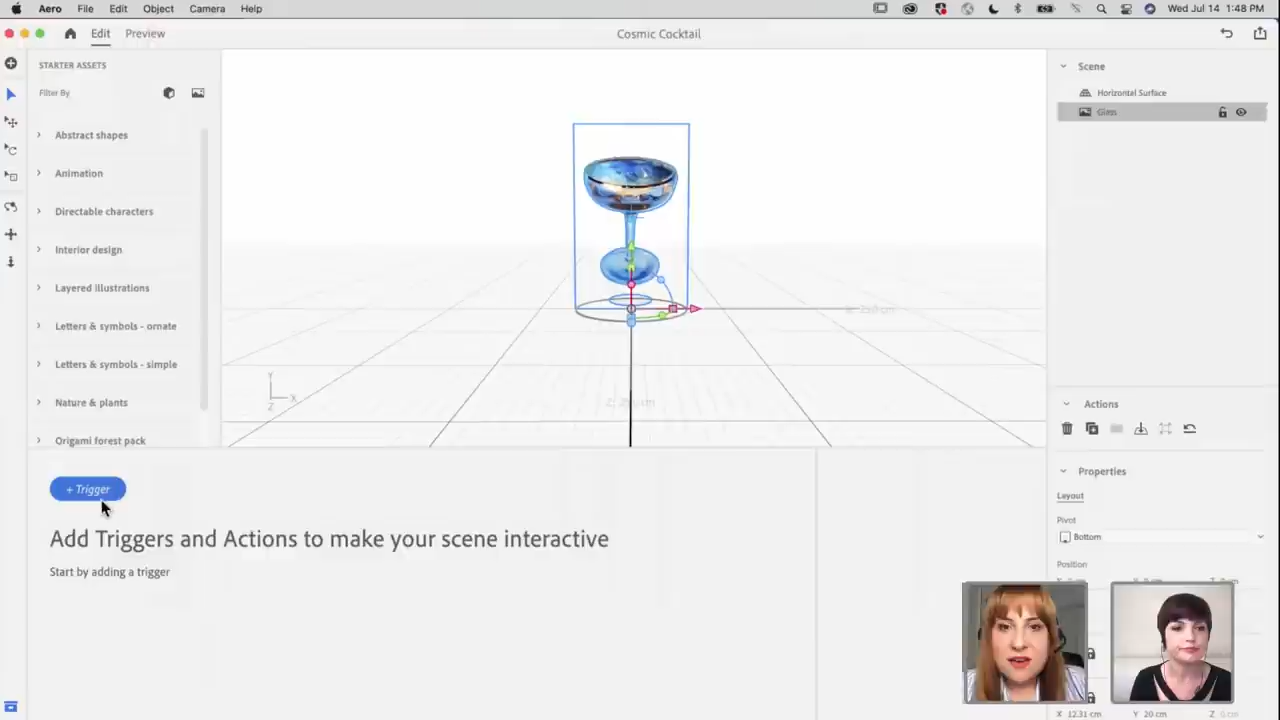 Aero File Edit Object Camera Help Wed Jul 14 1:48 PM
Edit Preview Cosmic Cocktail
STARTER ASSETS
Filter By
Abstract shapes
Animation
Directable characters
Interior design
Layered illustrations
Letters & symbols - ornate
Letters & symbols - simple
Nature & plants
Origami forest pack
Y
X
Z
Scene
Horizontal Surface
Glass
Actions
Properties
Layout
Pivot
Bottom
Position
X 12.31 cm Y 20 cm Z 0 cm
+ Trigger
Add Triggers and Actions to make your scene interactive
Start by adding a trigger